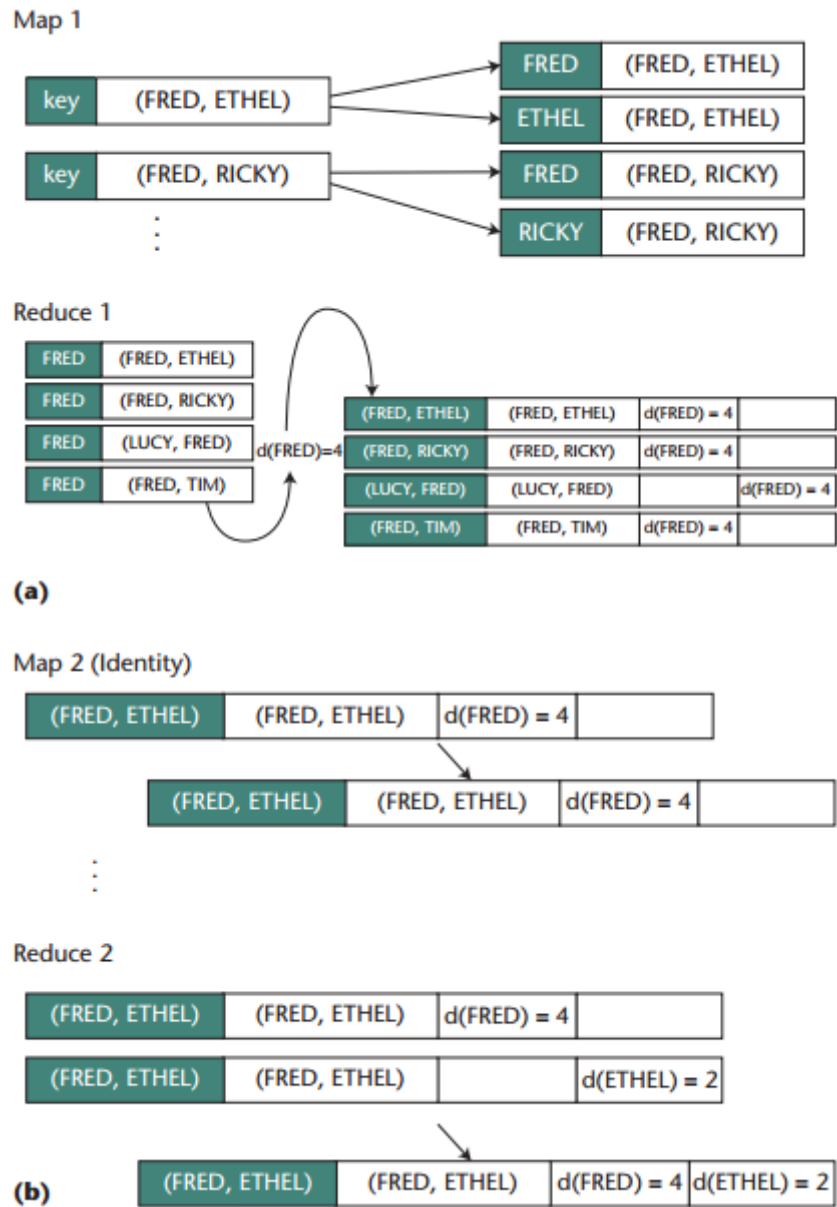 Map 1
key (FRED, ETHEL)
FRED (FRED, ETHEL)
ETHEL (FRED, ETHEL)
key (FRED, RICKY)
FRED (FRED, RICKY)
RICKY (FRED, RICKY)
Reduce 1
FRED (FRED, ETHEL)
FRED (FRED, RICKY)
FRED (LUCY, FRED)
FRED (FRED, TIM)
d(FRED)=4
(FRED, ETHEL) (FRED, ETHEL) d(FRED) = 4
(FRED, RICKY) (FRED, RICKY) d(FRED) = 4
(LUCY, FRED) (LUCY, FRED) d(FRED) = 4
(FRED, TIM) (FRED, TIM) d(FRED) = 4
(a)
Map 2 (Identity)
(FRED, ETHEL) (FRED, ETHEL) d(FRED) = 4
(FRED, ETHEL) (FRED, ETHEL) d(FRED) = 4
Reduce 2
(FRED, ETHEL) (FRED, ETHEL) d(FRED) = 4
(FRED, ETHEL) (FRED, ETHEL) d(ETHEL) = 2
(FRED, ETHEL) (FRED, ETHEL) d(FRED) = 4 d(ETHEL) = 2
(b)